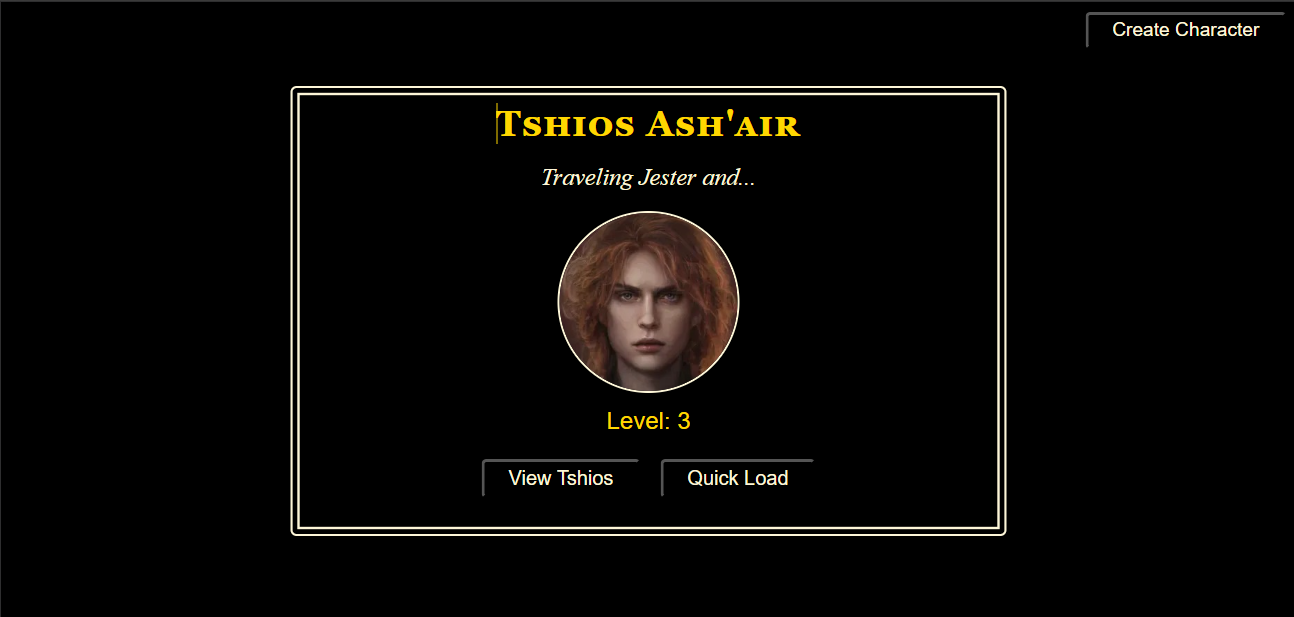 Create Character
Tshios Ash'air
Traveling Jester and...
Level: 3
View Tshios
Quick Load